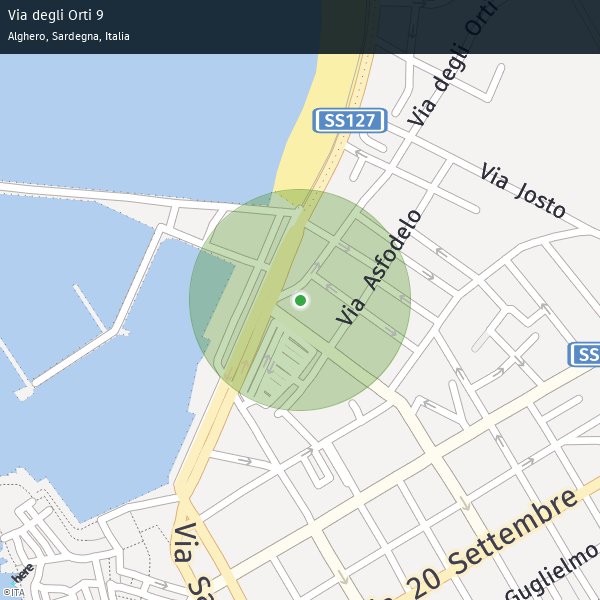 Via degli Orti 9
Alghero, Sardegna, Italia
Via degli Orti
SS127
Via Josto
Via Asfodelo
SS
Via Sa
20 Settembre
Guglielmo
here
©ITA